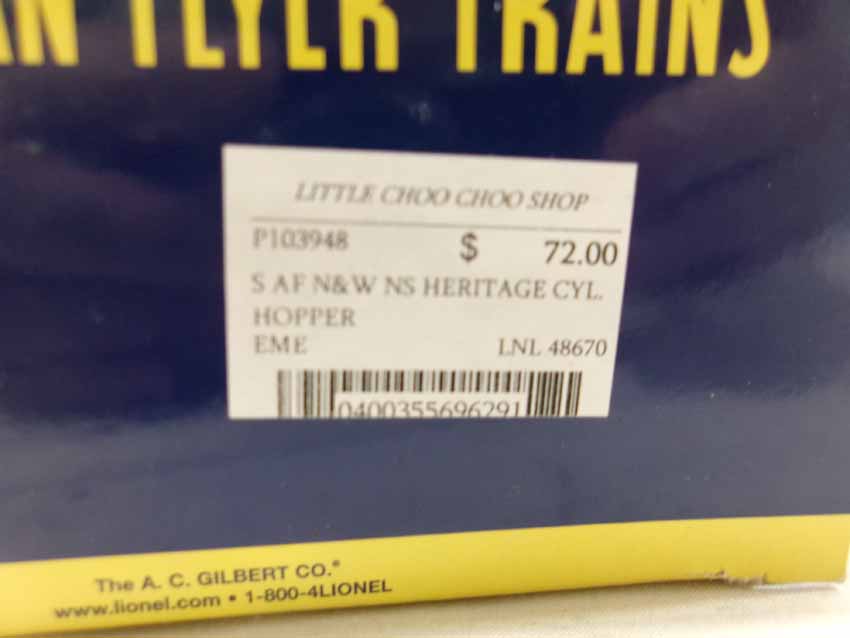 AN FLYER TRAINS
LITTLE CHOO CHOO SHOP
P103948 $ 72.00
S AF N&W NS HERITAGE CYL.
HOPPER
EME LNL 48670
0400355696291
The A. C. GILBERT CO.®
www.lionel.com • 1-800-4LIONEL